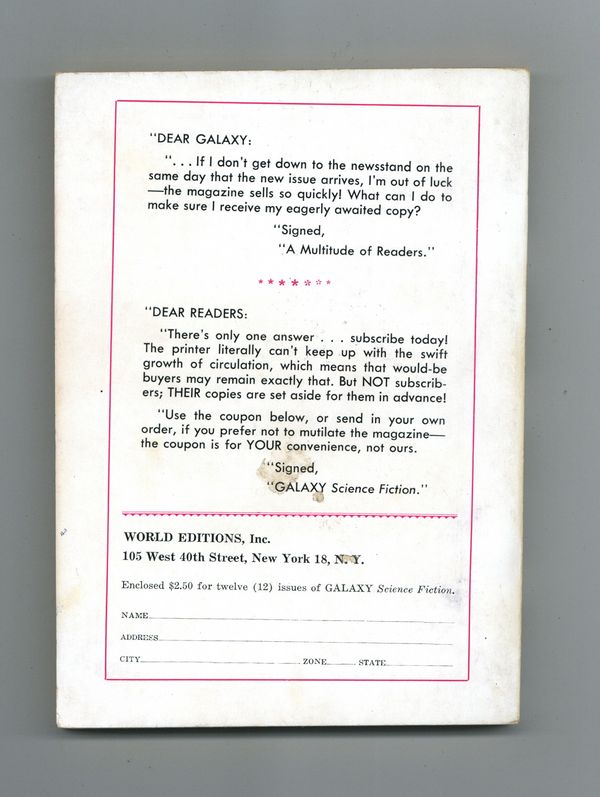 "DEAR GALAXY:
". . . If I don't get down to the newsstand on the
same day that the new issue arrives, I'm out of luck
—the magazine sells so quickly! What can I do to
make sure I receive my eagerly awaited copy?
"Signed,
"A Multitude of Readers."
********
"DEAR READERS:
"There's only one answer . . . subscribe today!
The printer literally can't keep up with the swift
growth of circulation, which means that would-be
buyers may remain exactly that. But NOT subscrib-
ers; THEIR copies are set aside for them in advance!
"Use the coupon below, or send in your own
order, if you prefer not to mutilate the magazine—
the coupon is for YOUR convenience, not ours.
"Signed,
"GALAXY Science Fiction."
WORLD EDITIONS, Inc.
105 West 40th Street, New York 18, N. Y.
Enclosed $2.50 for twelve (12) issues of GALAXY Science Fiction.
NAME
ADDRESS
CITY ZONE STATE